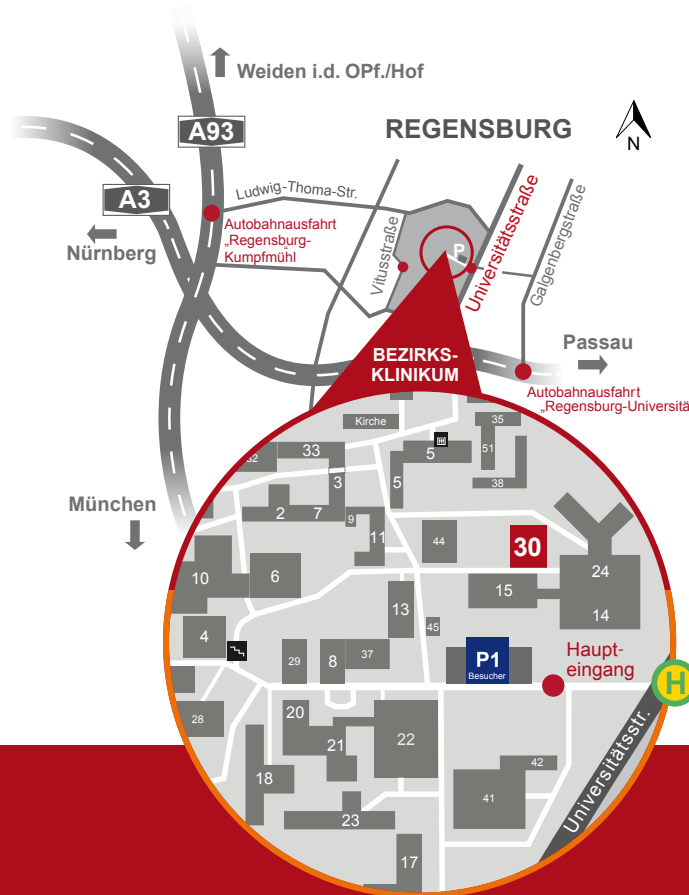 Weiden i.d. OPf./Hof
A93
REGENSBURG
N
A3
Ludwig-Thoma-Str.
Nürnberg
Autobahnausfahrt
„Regensburg-
Kumpfmühl
Vitusstraße
P
Universitätsstraße
Galgenbergstraße
BEZIRKS-
KLINIKUM
Passau
Autobahnausfahrt
„Regensburg-Universitä
München
Kirche
35
33
5
51
32
3
5
38
2
7
9
11
44
30
24
10
6
15
13
14
4
45
29
8
37
P1
Besucher
Haupt-
eingang
H
28
20
21
22
Universitätsstr.
18
42
41
23
17